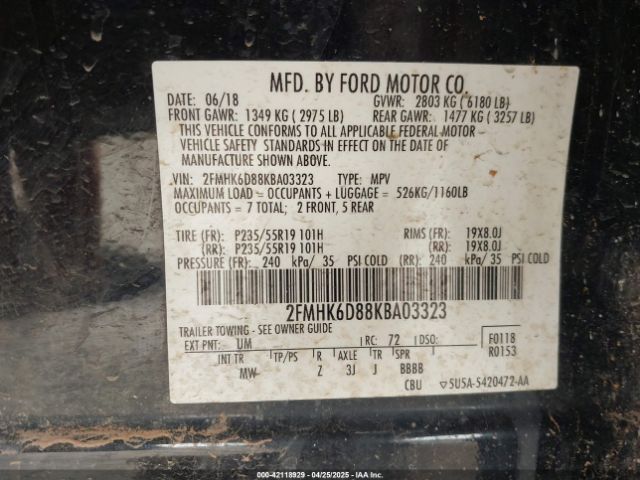 MFD. BY FORD MOTOR CO.
DATE: 06/18 GVWR: 2803 KG ( 6180 LB)
FRONT GAWR: 1349 KG ( 2975 LB) REAR GAWR: 1477 KG ( 3257 LB)
THIS VEHICLE CONFORMS TO ALL APPLICABLE FEDERAL MOTOR
VEHICLE SAFETY STANDARDS IN EFFECT ON THE DATE OF
MANUFACTURE SHOWN ABOVE.
VIN: 2FMHK6D88KBA03323 TYPE: MPV
MAXIMUM LOAD = OCCUPANTS + LUGGAGE = 526KG/1160LB
OCCUPANTS = 7 TOTAL; 2 FRONT, 5 REAR
TIRE (FR): P235/55R19 101H RIMS (FR): 19X8.0J
(RR): P235/55R19 101H (RR): 19X8.0J
PRESSURE (FR): 240 kPa/ 35 PSI COLD (RR): 240 kPa/ 35 PSI COLD
2FMHK6D88KBA03323
TRAILER TOWING - SEE OWNER GUIDE
EXT PNT: UM RC: 72 DSO: F0118
R0153
INT TR TP/PS R AXLE TR SPR
MW Z 3J J BBBB
CBU ▽5U5A-5420472-AA
000-42118929 - 04/25/2025 - IAA Inc.